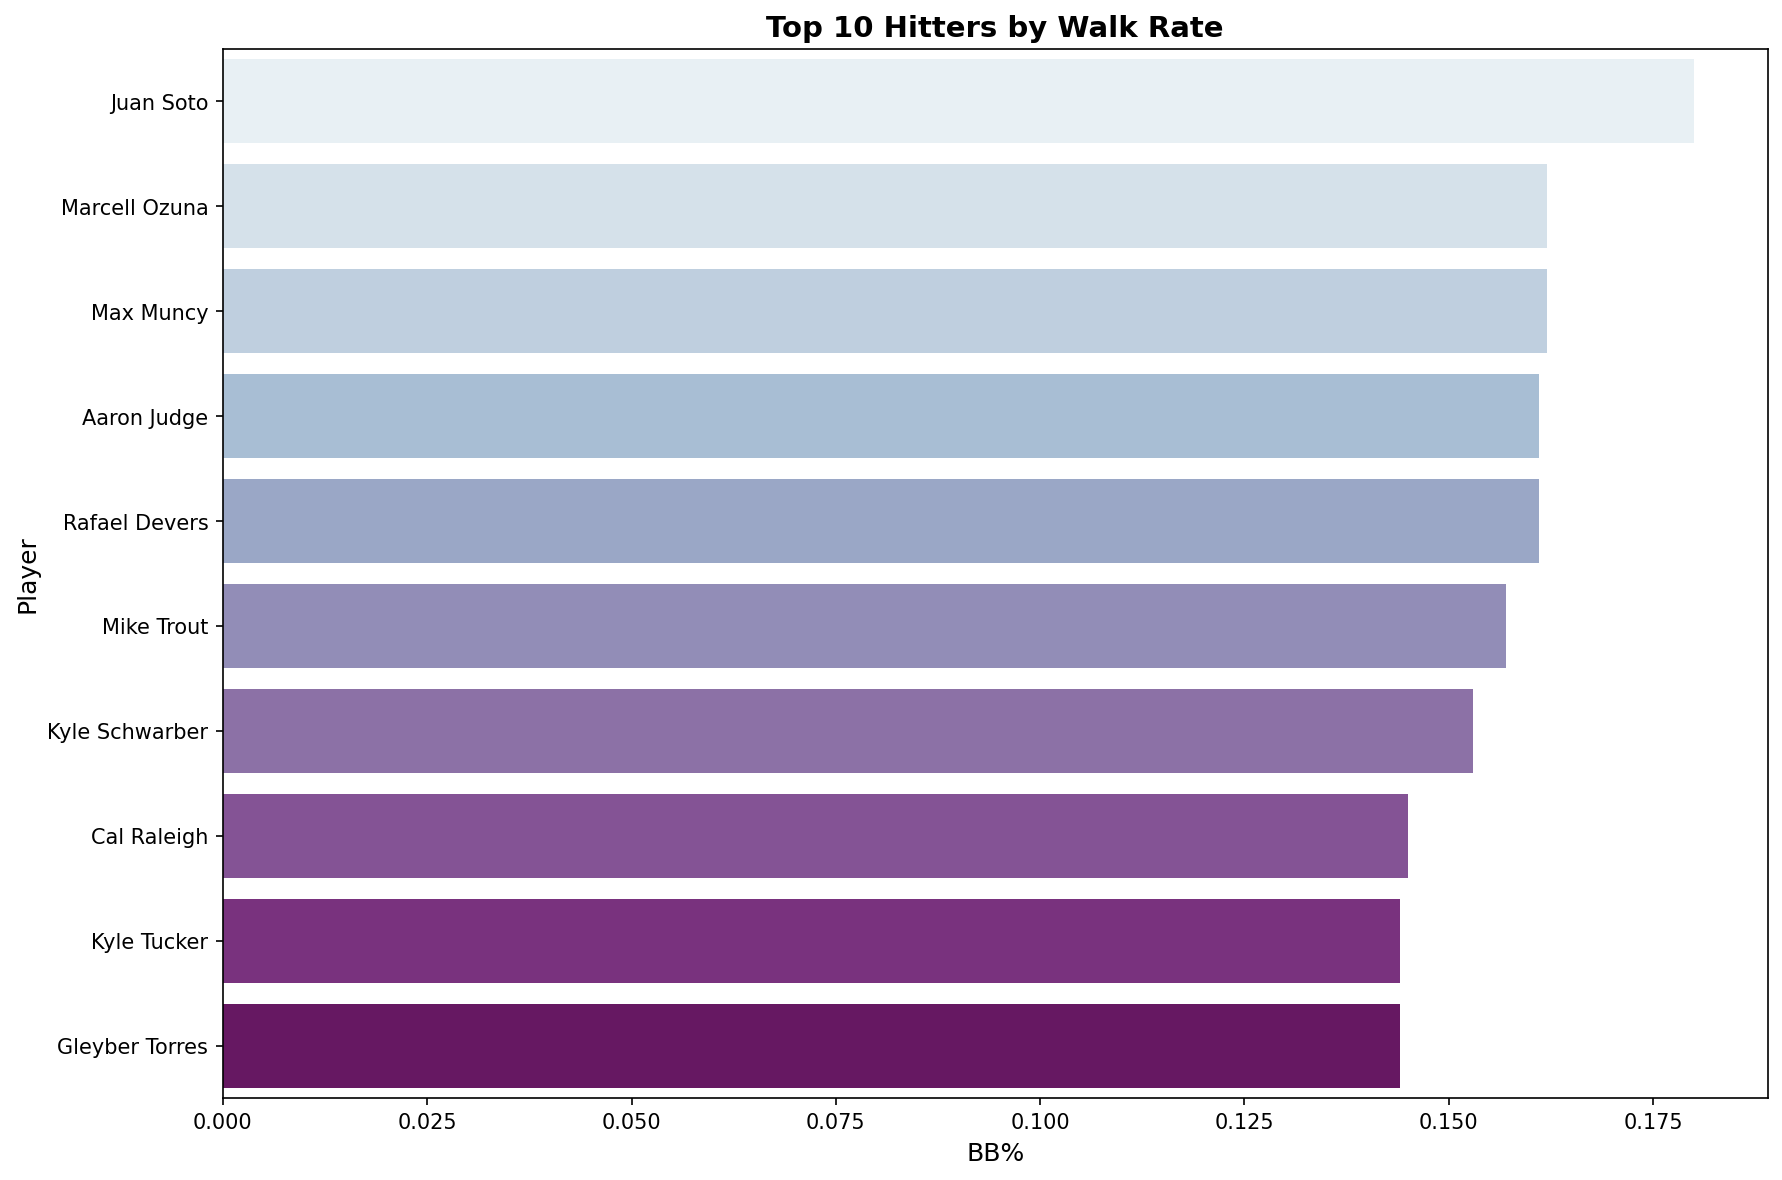 Top 10 Hitters by Walk Rate
Player
Juan Soto
Marcell Ozuna
Max Muncy
Aaron Judge
Rafael Devers
Mike Trout
Kyle Schwarber
Cal Raleigh
Kyle Tucker
Gleyber Torres
0.000 0.025 0.050 0.075 0.100 0.125 0.150 0.175
BB%